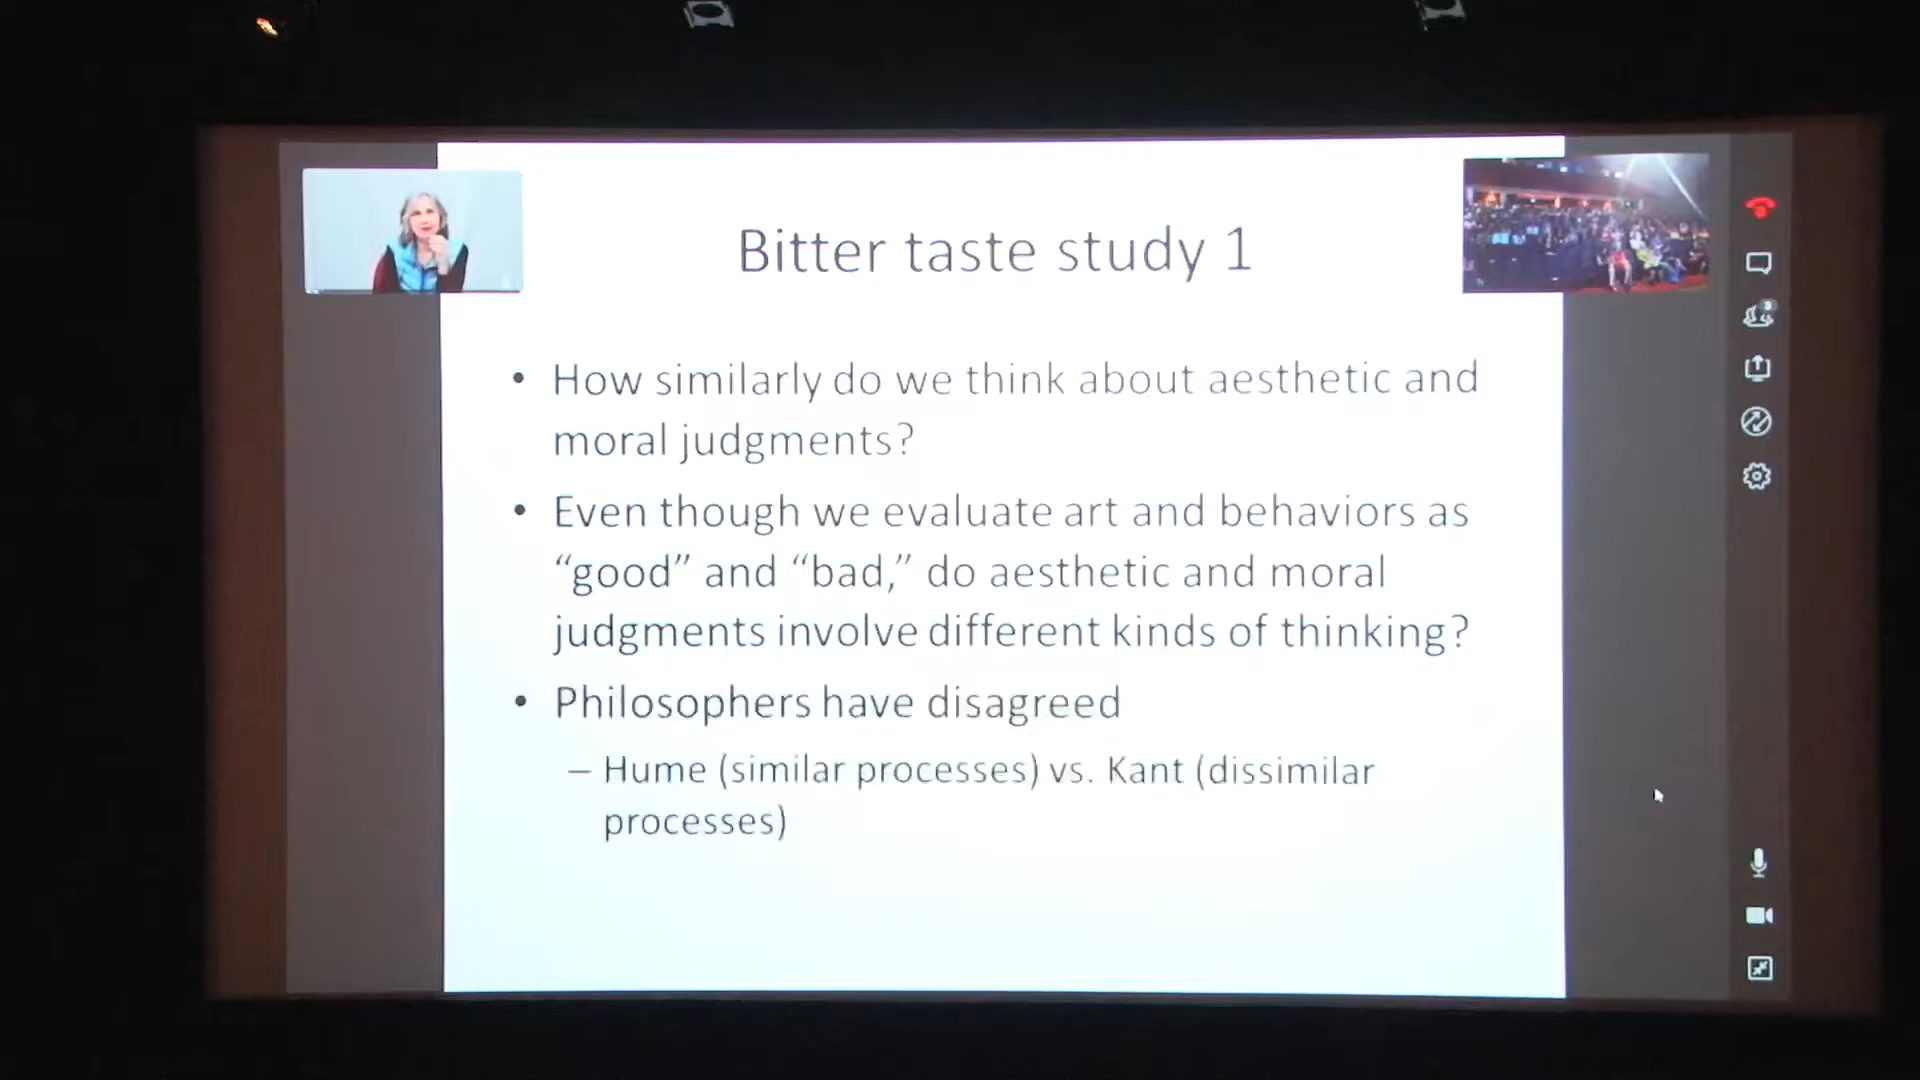 Bitter taste study 1
• How similarly do we think about aesthetic and
moral judgments?
• Even though we evaluate art and behaviors as
“good” and “bad,” do aesthetic and moral
judgments involve different kinds of thinking?
• Philosophers have disagreed
– Hume (similar processes) vs. Kant (dissimilar
processes)